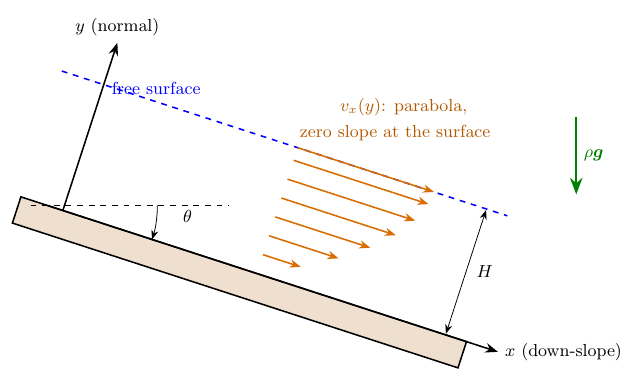 y (normal)
free surface
v_x(y): parabola,
zero slope at the surface
ρg
θ
H
x (down-slope)